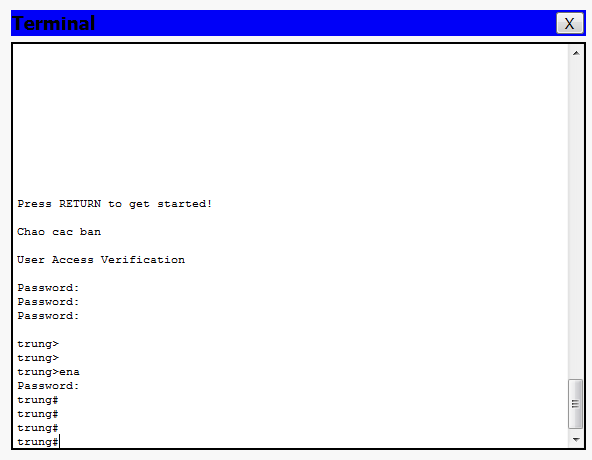 Terminal
X
Press RETURN to get started!
Chao cac ban
User Access Verification
Password:
Password:
Password:
trung>
trung>
trung>ena
Password:
trung#
trung#
trung#
trung#